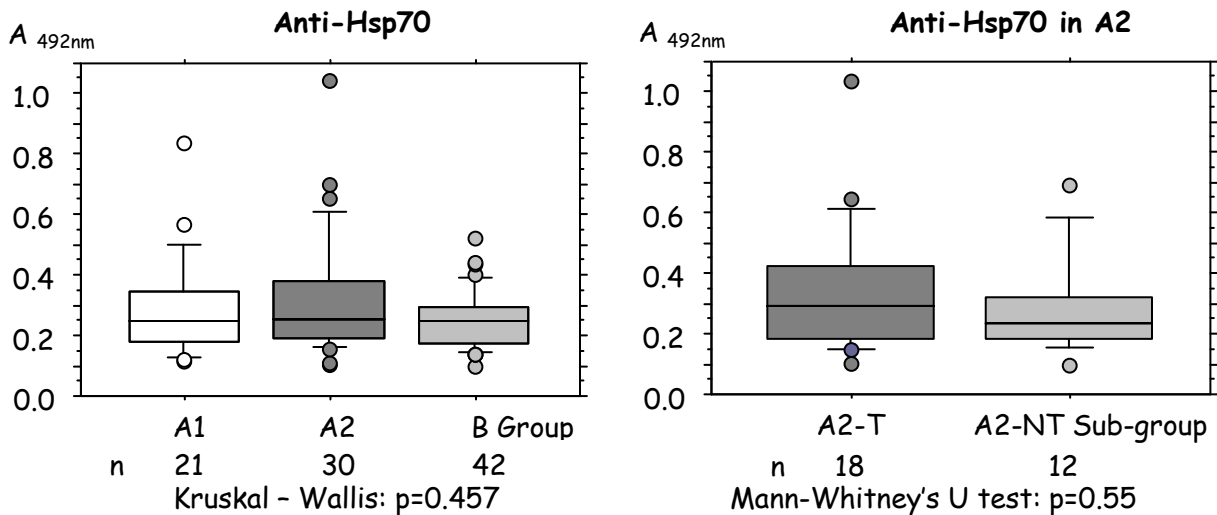 Anti-Hsp70
A 492nm
1.0
0.8
0.6
0.4
0.2
0.0
A1 A2 B Group
n 21 30 42
Kruskal – Wallis: p=0.457
Anti-Hsp70 in A2
A 492nm
1.0
0.8
0.6
0.4
0.2
0.0
A2-T A2-NT Sub-group
n 18 12
Mann-Whitney's U test: p=0.55